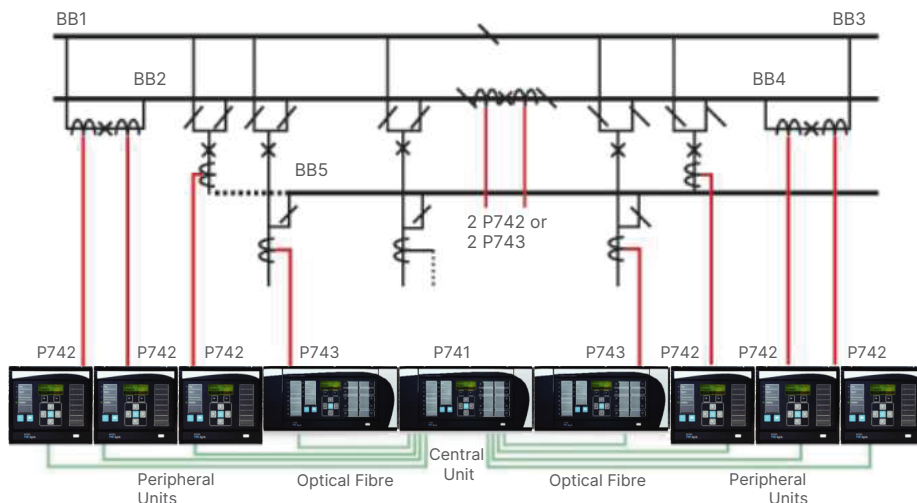 BB1
BB3
BB2
BB4
BB5
2 P742 or
2 P743
P742
P742
P742
P743
P741
P743
P742
P742
P742
Peripheral
Units
Optical Fibre
Central
Unit
Optical Fibre
Peripheral
Units